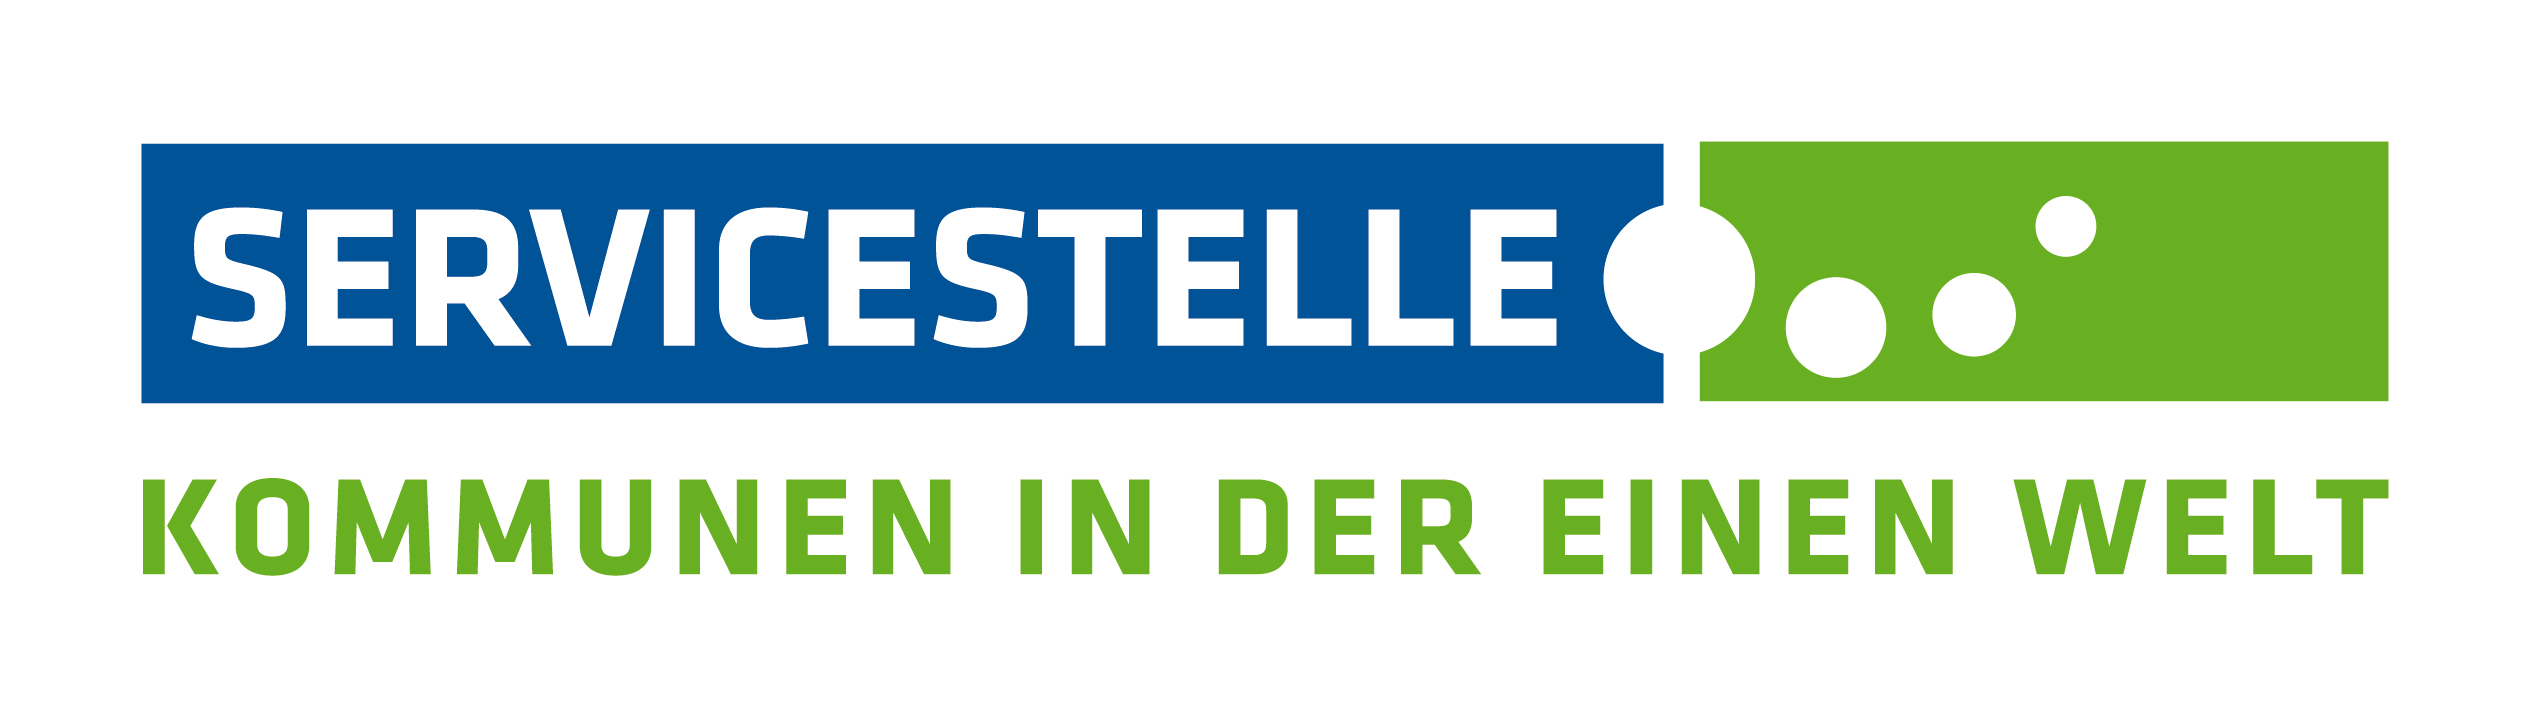 SERVICESTELLE
KOMMUNEN IN DER EINEN WELT